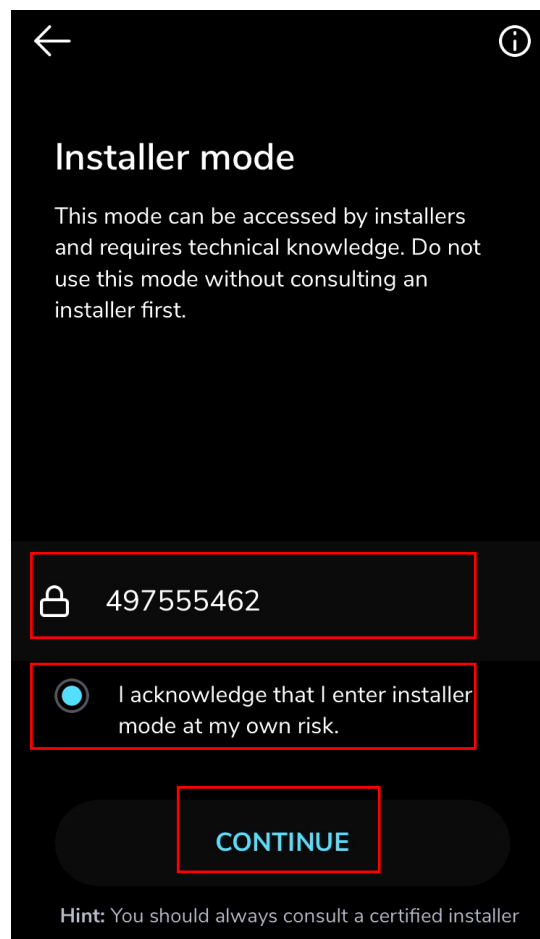 Installer mode
This mode can be accessed by installers
and requires technical knowledge. Do not
use this mode without consulting an
installer first.
497555462
I acknowledge that I enter installer
mode at my own risk.
CONTINUE
Hint: You should always consult a certified installer